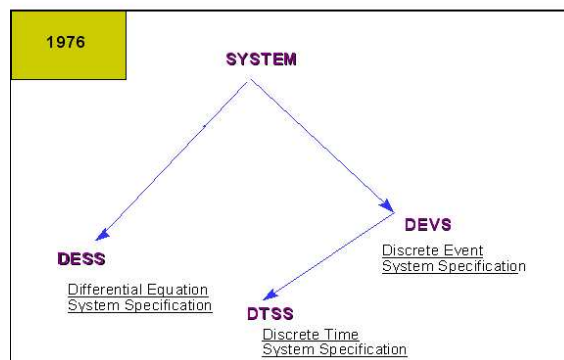 1976
SYSTEM
DEVS
Discrete Event
System Specification
DESS
Differential Equation
System Specification
DTSS
Discrete Time
System Specification